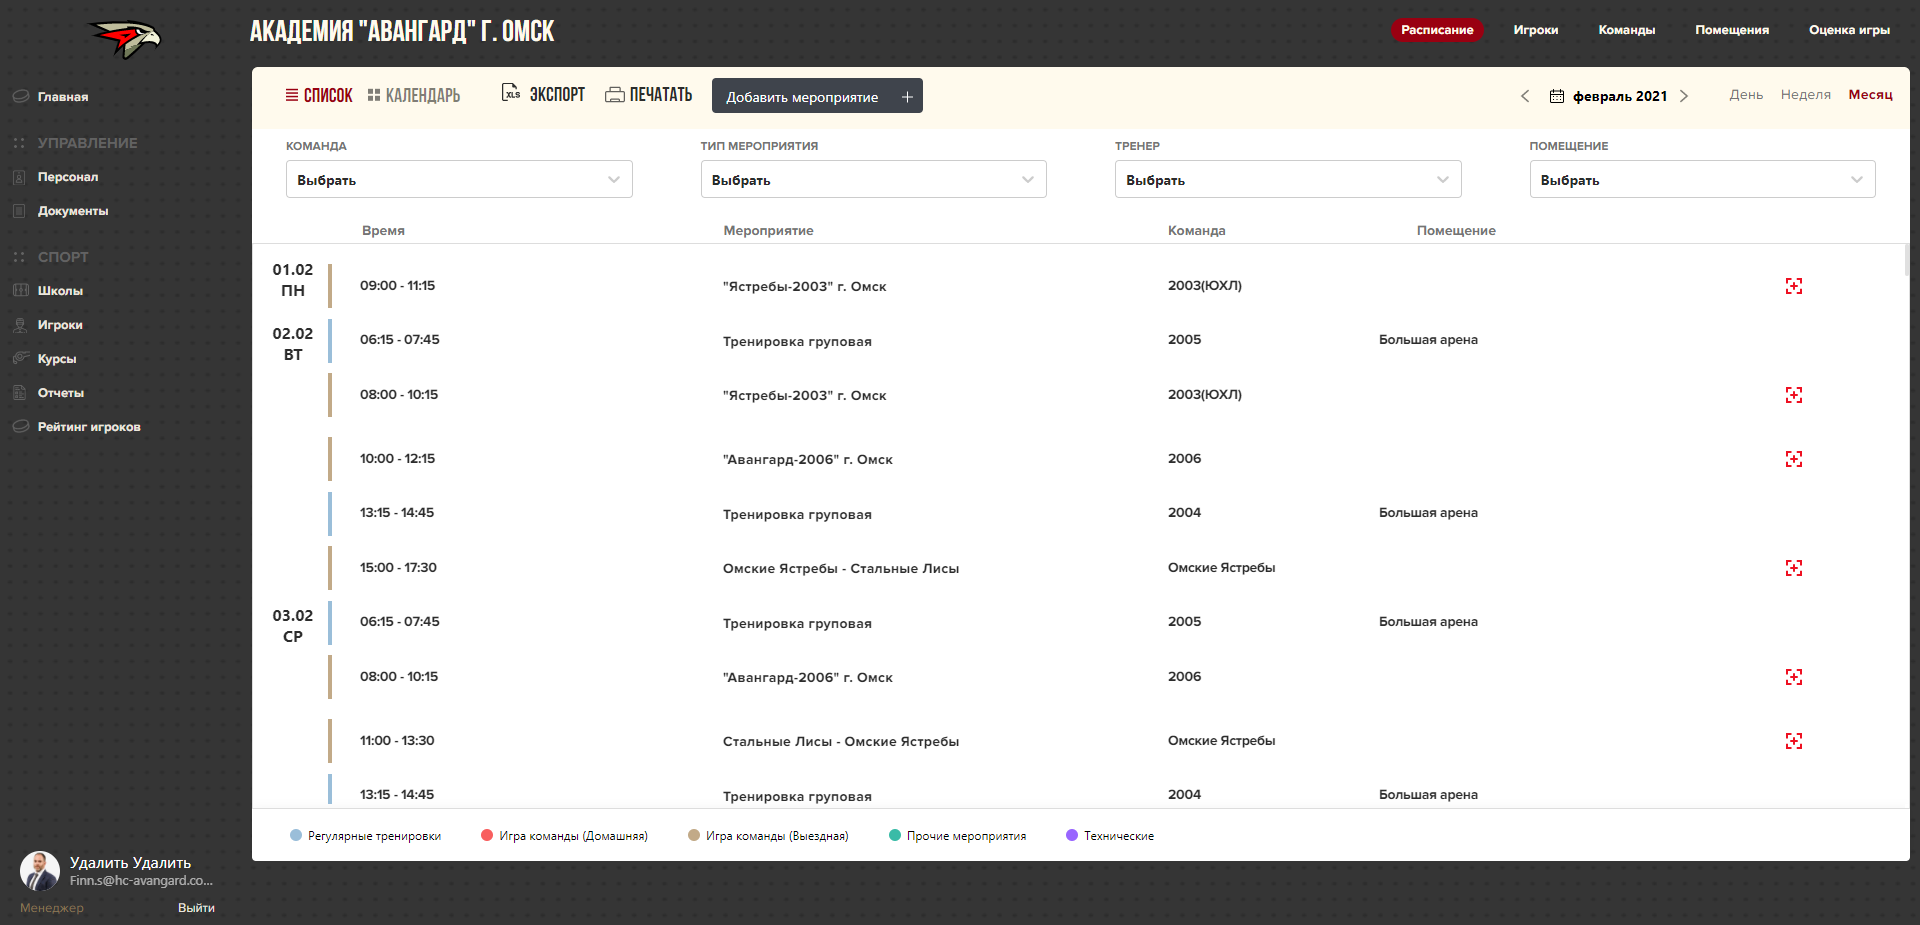 АКАДЕМИЯ "АВАНГАРД" Г. ОМСК
Расписание
Игроки
Команды
Помещения
Оценка игры
Главная
УПРАВЛЕНИЕ
Персонал
Документы
СПОРТ
Школы
Игроки
Курсы
Отчеты
Рейтинг игроков
СПИСОК
КАЛЕНДАРЬ
XLS
ЭКСПОРТ
ПЕЧАТАТЬ
Добавить мероприятие +
февраль 2021
День
Неделя
Месяц
КОМАНДА
ТИП МЕРОПРИЯТИЯ
ТРЕНЕР
ПОМЕЩЕНИЕ
Выбрать
Выбрать
Выбрать
Выбрать
Время Мероприятие Команда Помещение
01.02
ПН
09:00 - 11:15 "Ястребы-2003" г. Омск 2003(ЮХЛ)
02.02
ВТ
06:15 - 07:45 Тренировка груповая 2005 Большая арена
08:00 - 10:15 "Ястребы-2003" г. Омск 2003(ЮХЛ)
10:00 - 12:15 "Авангард-2006" г. Омск 2006
13:15 - 14:45 Тренировка груповая 2004 Большая арена
15:00 - 17:30 Омские Ястребы - Стальные Лисы Омские Ястребы
03.02
СР
06:15 - 07:45 Тренировка груповая 2005 Большая арена
08:00 - 10:15 "Авангард-2006" г. Омск 2006
11:00 - 13:30 Стальные Лисы - Омские Ястребы Омские Ястребы
13:15 - 14:45 Тренировка груповая 2004 Большая арена
Регулярные тренировки
Игра команды (Домашняя)
Игра команды (Выездная)
Прочие мероприятия
Технические
Удалить Удалить
Finn.s@hc-avangard.co...
Менеджер
Выйти